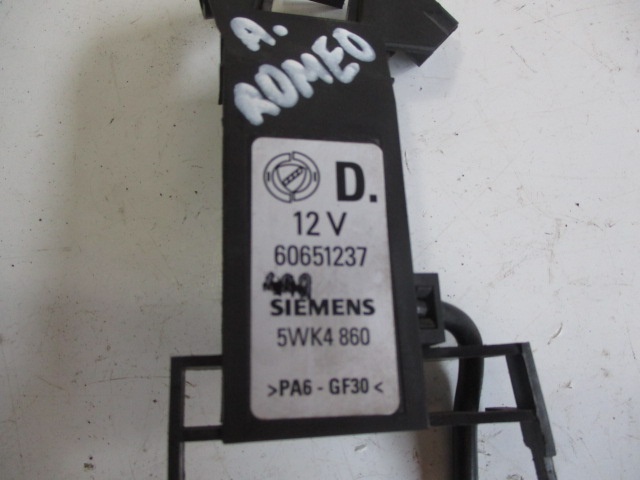 A.
ROMEO
D.
12 V
60651237
SIEMENS
5WK4 860
>PA6 - GF30<